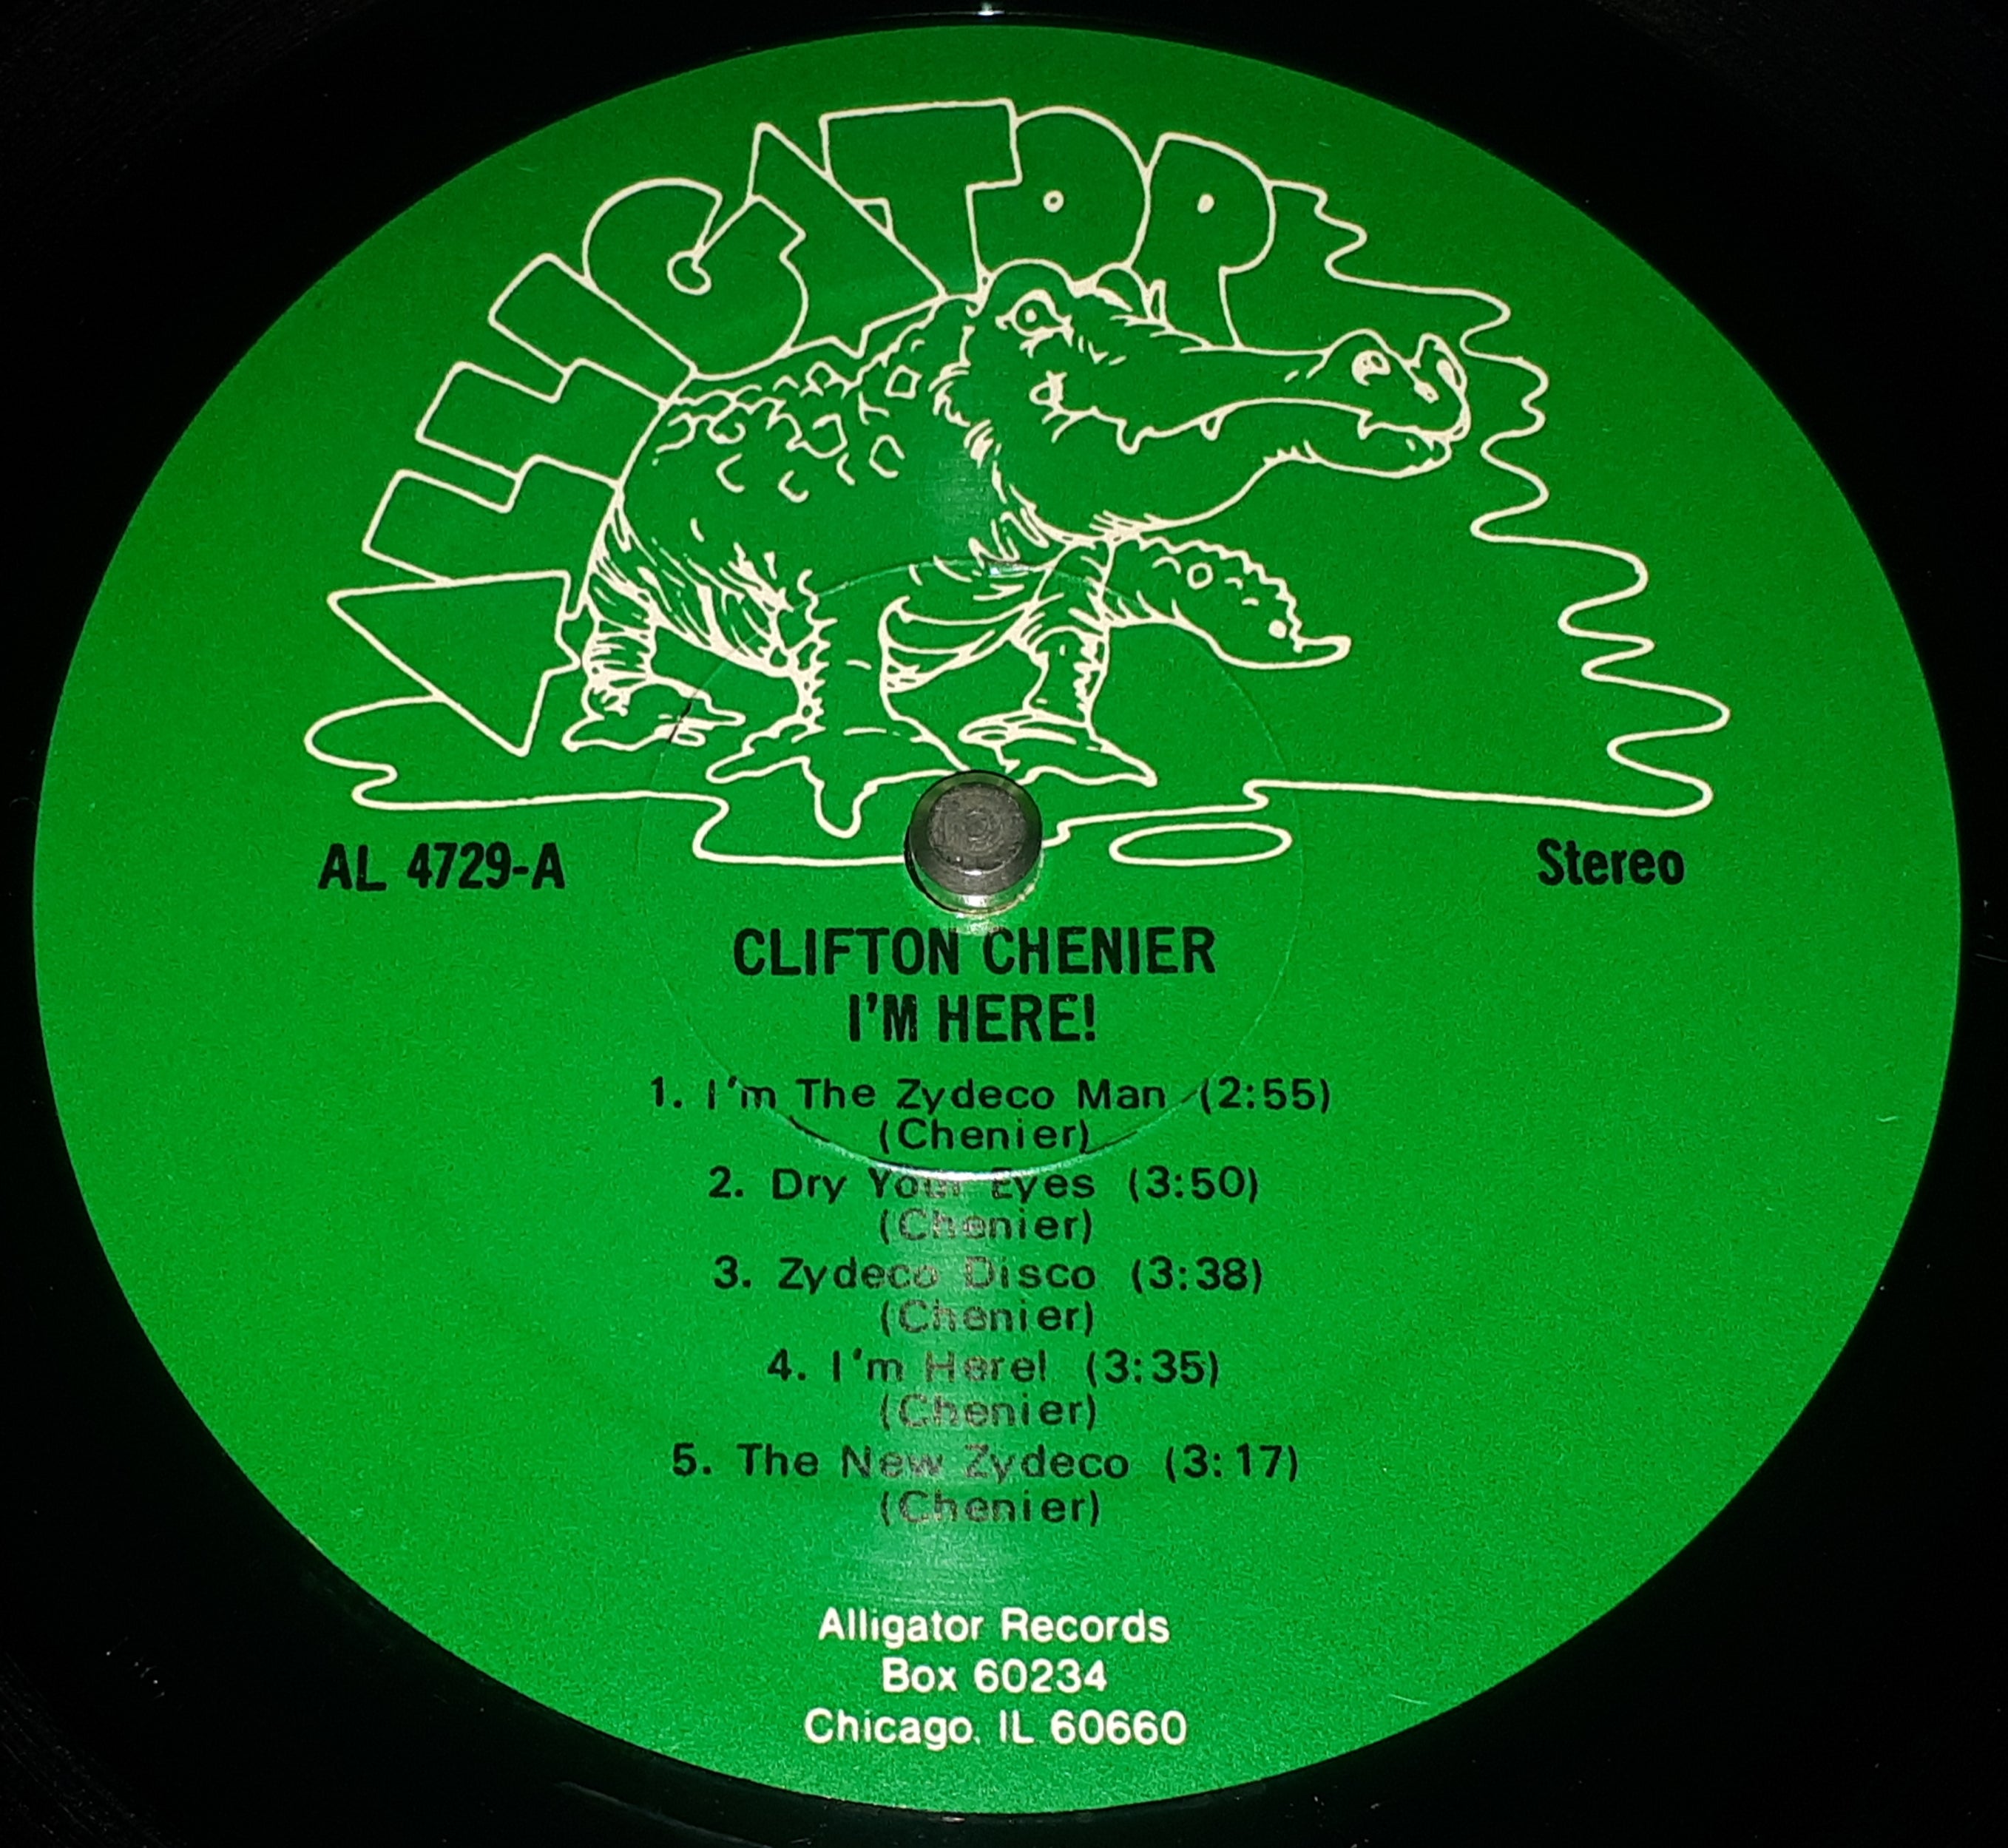 ALLIGATOR
AL 4729-A
Stereo
CLIFTON CHENIER
I'M HERE!
1. I'm The Zydeco Man (2:55)
(Chenier)
2. Dry Your Eyes (3:50)
(Chenier)
3. Zydeco Disco (3:38)
(Chenier)
4. I'm Here! (3:35)
(Chenier)
5. The New Zydeco (3:17)
(Chenier)
Alligator Records
Box 60234
Chicago, IL 60660